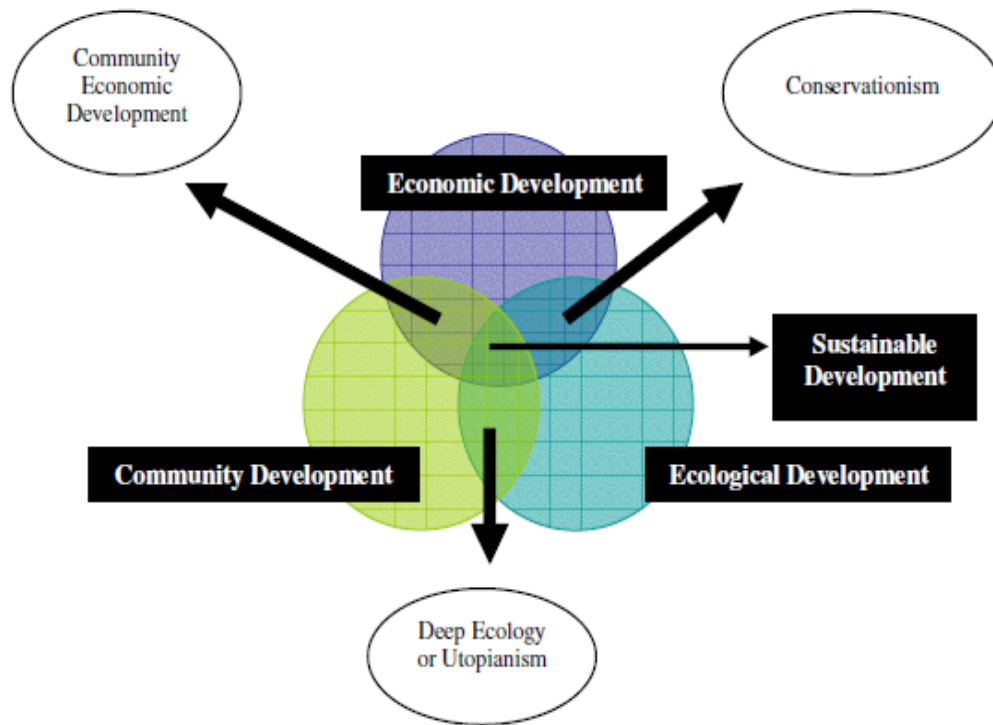 Community
Economic
Development
Conservationism
Economic Development
Sustainable
Development
Community Development
Ecological Development
Deep Ecology
or Utopianism